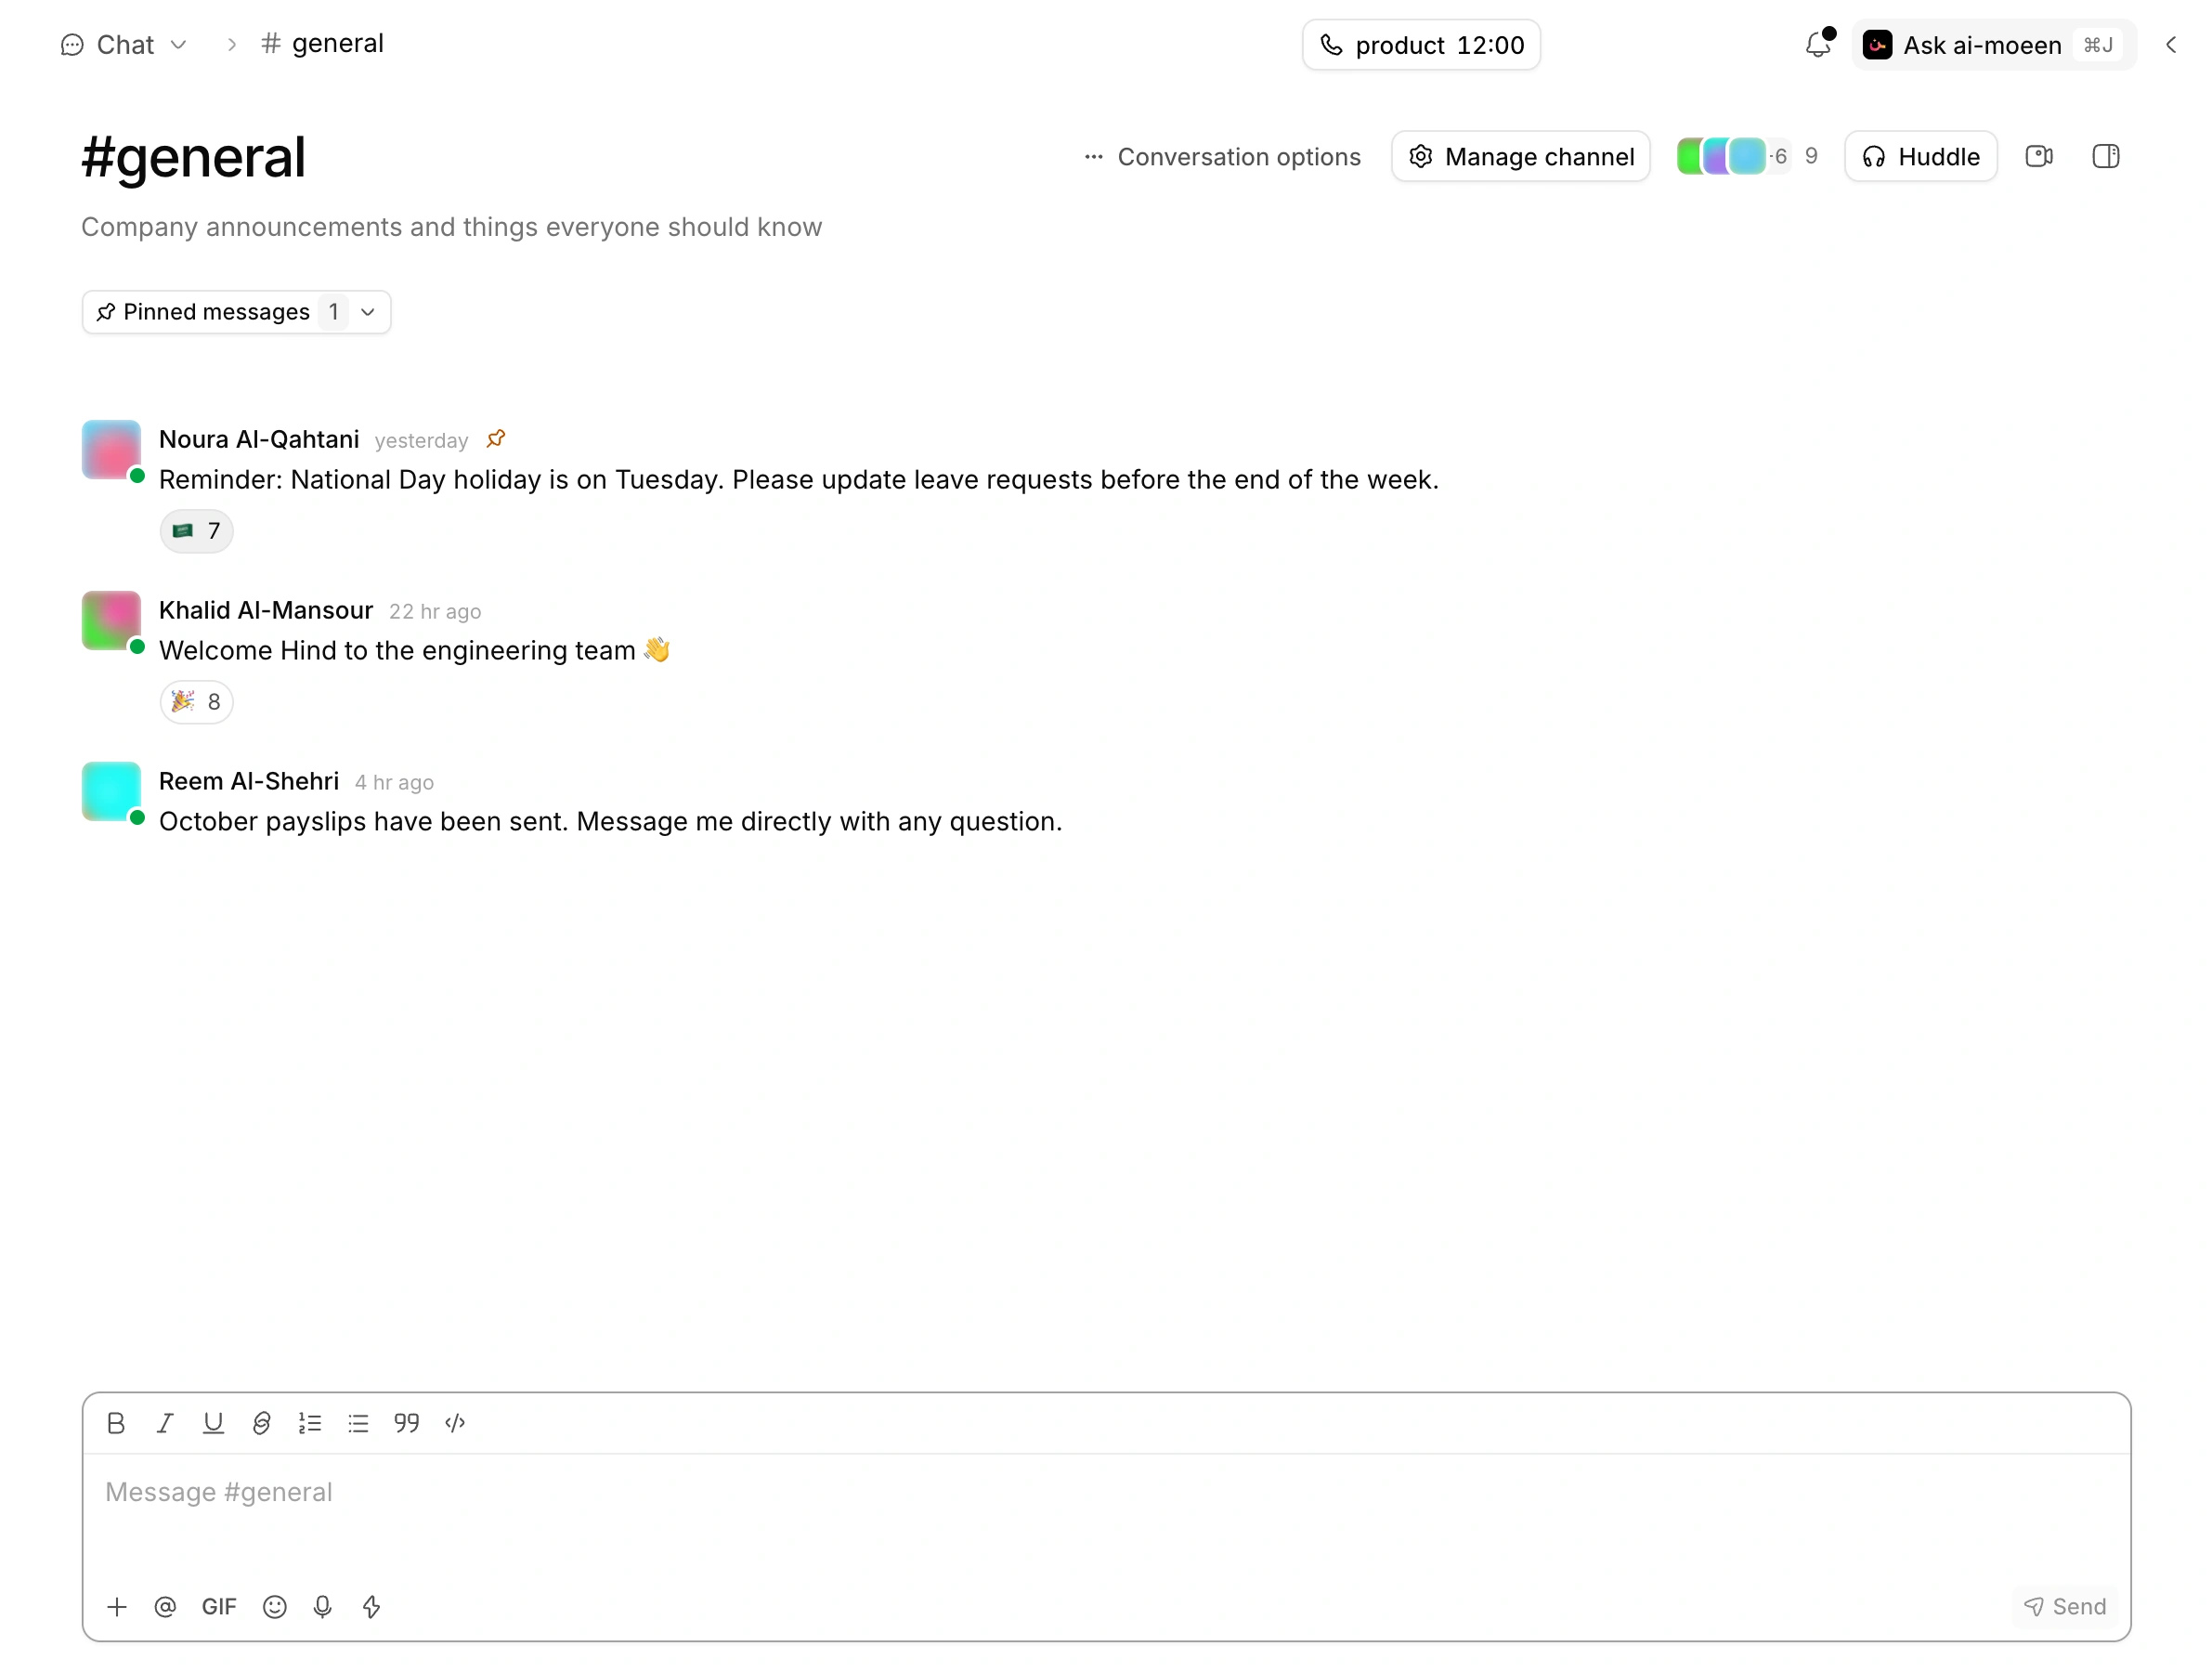 Chat
# general
product 12:00
Ask ai-moeen ⌘J
#general
Conversation options
Manage channel
+6 9
Huddle
Company announcements and things everyone should know
Pinned messages 1
Noura Al-Qahtani yesterday
Reminder: National Day holiday is on Tuesday. Please update leave requests before the end of the week.
🇸🇦 7
Khalid Al-Mansour 22 hr ago
Welcome Hind to the engineering team 👋
🎉 8
Reem Al-Shehri 4 hr ago
October payslips have been sent. Message me directly with any question.
Message #general
GIF
Send